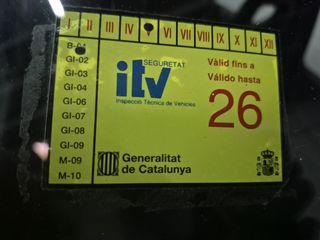 I II III IV V VI VII VIII IX X XI XII
B-01
GI-02
GI-03
GI-04
GI-06
GI-07
GI-08
GI-09
M-09
M-10
SEGURETAT
itv
Inspecció Tècnica de Vehicles
Vàlid fins a
Válido hasta
26
Generalitat
de Catalunya